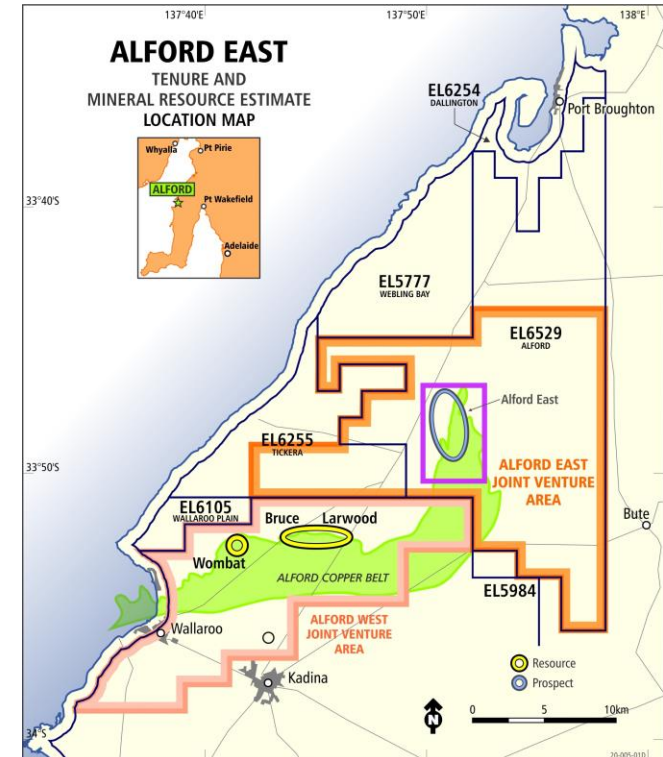 137°40'E
137°50'E
138°E
ALFORD EAST
TENURE AND
MINERAL RESOURCE ESTIMATE
LOCATION MAP
Whyalla
Pt Pirie
ALFORD
Pt Wakefield
Adelaide
EL6254
DALLINGTON
Port Broughton
33°40'S
EL5777
WEBLING BAY
EL6529
ALFORD
Alford East
EL6255
TICKERA
33°50'S
ALFORD EAST
JOINT VENTURE
AREA
EL6105
WALLAROO PLAIN
Bruce Larwood
Bute
Wombat
ALFORD COPPER BELT
EL5984
Wallaroo
ALFORD WEST
JOINT VENTURE
AREA
Kadina
Resource
Prospect
N
0 5 10km
34°S
20-005-01D